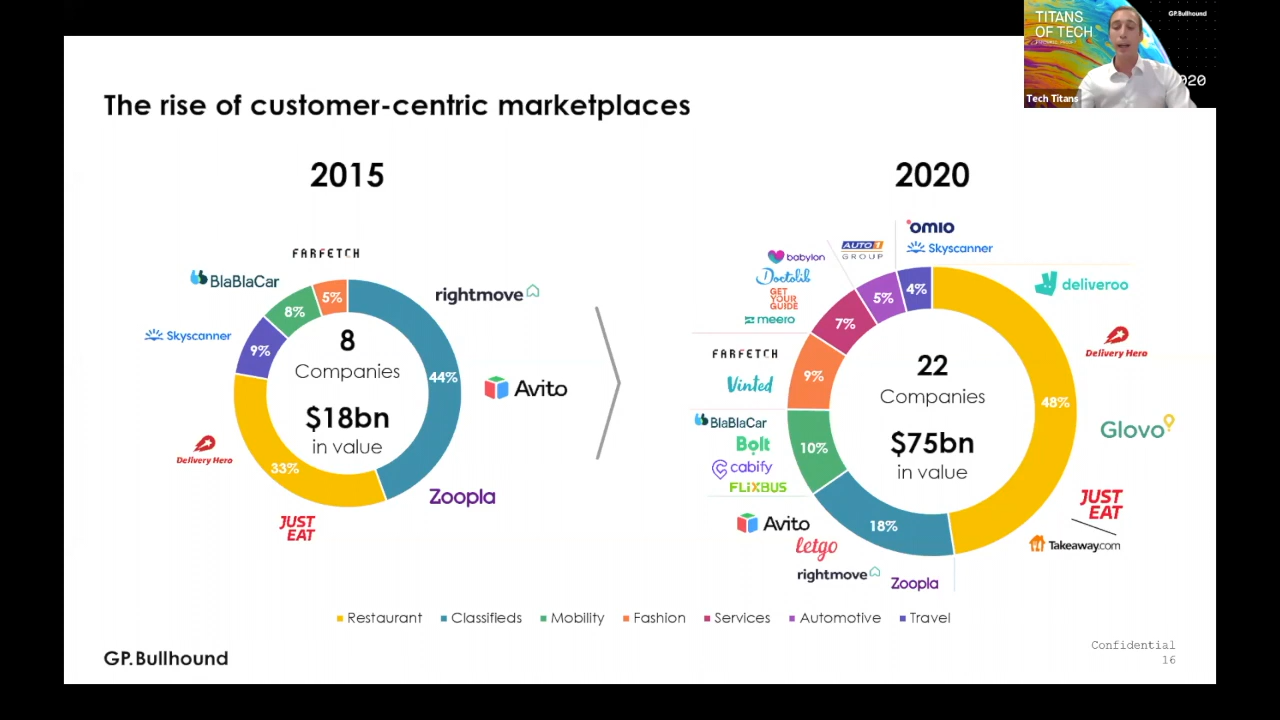 TITANS
OF TECH
GP.Bullhound
020
Tech Titans
The rise of customer-centric marketplaces
2015
FARFETCH
BlaBlaCar
rightmove
Skyscanner
Avito
Delivery Hero
JUST
EAT
Zoopla
5%
8%
9%
44%
33%
8
Companies
$18bn
in value
2020
omio
Skyscanner
AUTO1
GROUP
babylon
Doctolib
GET
YOUR
GUIDE
meero
deliveroo
Delivery Hero
FARFETCH
Vinted
BlaBlaCar
Bolt
cabify
FLiXBUS
Glovo
Avito
letgo
rightmove
Zoopla
JUST
EAT
Takeaway.com
4%
5%
7%
9%
10%
18%
48%
22
Companies
$75bn
in value
Restaurant Classifieds Mobility Fashion Services Automotive Travel
GP.Bullhound
Confidential
16